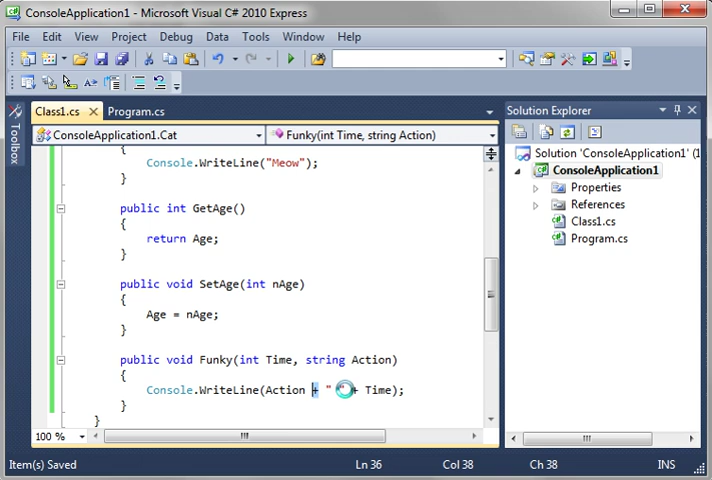 ConsoleApplication1 - Microsoft Visual C# 2010 Express
File Edit View Project Debug Data Tools Window Help
Class1.cs Program.cs
ConsoleApplication1.Cat Funky(int Time, string Action)
Toolbox
{
Console.WriteLine("Meow");
}
public int GetAge()
{
return Age;
}
public void SetAge(int nAge)
{
Age = nAge;
}
public void Funky(int Time, string Action)
{
Console.WriteLine(Action + " " + Time);
}
}
100 %
Solution Explorer
Solution 'ConsoleApplication1' (1
ConsoleApplication1
Properties
References
Class1.cs
Program.cs
Item(s) Saved Ln 36 Col 38 Ch 38 INS